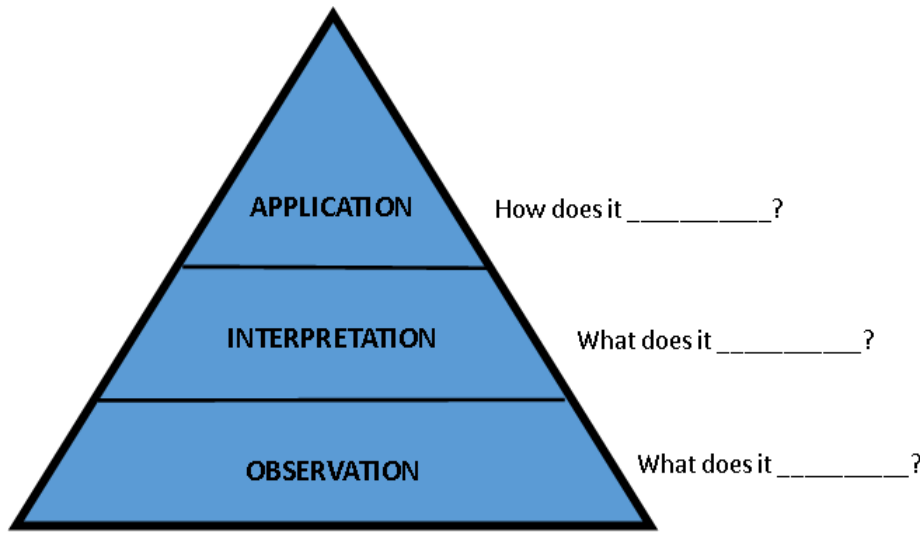 APPLICATION How does it ___________?
INTERPRETATION What does it ___________?
OBSERVATION What does it __________?